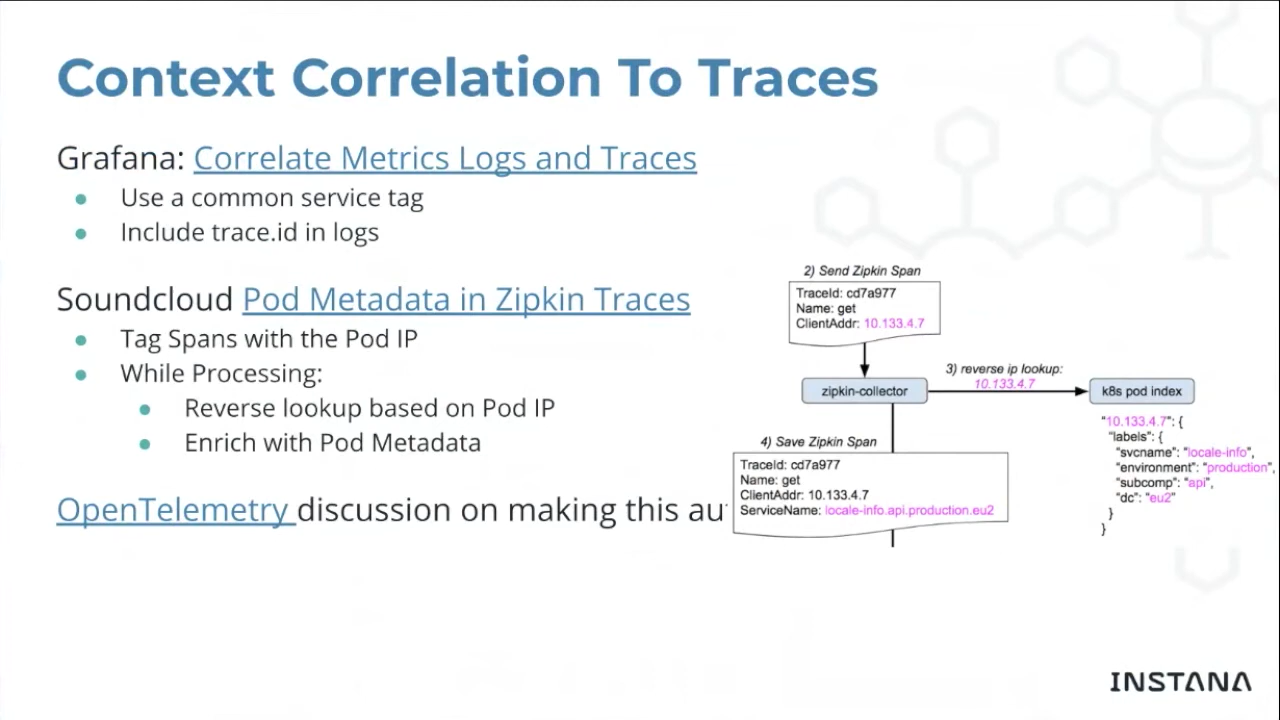 Context Correlation To Traces
Grafana: Correlate Metrics Logs and Traces
Use a common service tag
Include trace.id in logs
Soundcloud Pod Metadata in Zipkin Traces
Tag Spans with the Pod IP
While Processing:
Reverse lookup based on Pod IP
Enrich with Pod Metadata
OpenTelemetry discussion on making this
2) Send Zipkin Span
TraceId: cd7a977
Name: get
ClientAddr: 10.133.4.7
zipkin-collector
3) reverse ip lookup:
10.133.4.7
k8s pod index
"10.133.4.7": {
"labels": {
"svcname": "locale-info",
"environment": "production",
"subcomp": "api",
"dc": "eu2"
}
}
4) Save Zipkin Span
TraceId: cd7a977
Name: get
ClientAddr: 10.133.4.7
ServiceName: locale-info.api.production.eu2
INSTANA